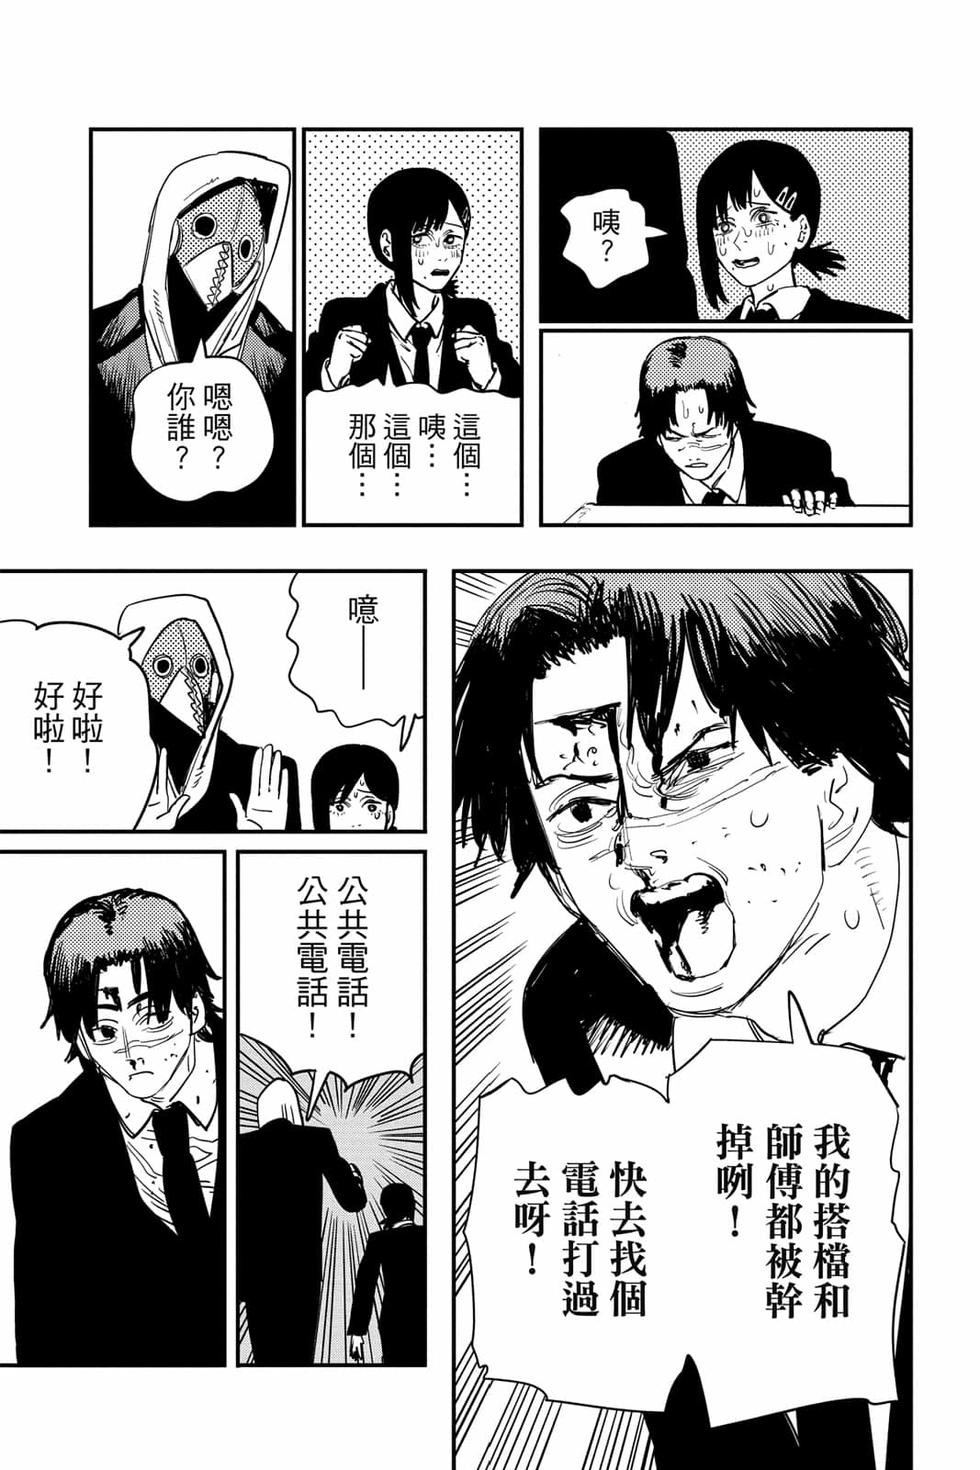 咦？
這個…
咦…
這個…
那個…
嗯嗯？
你誰？
我的搭檔和
師傅都被幹
掉咧！
快去找個
電話打過
去呀！
噫——
好啦！
好啦！
公共電話！
公共電話！